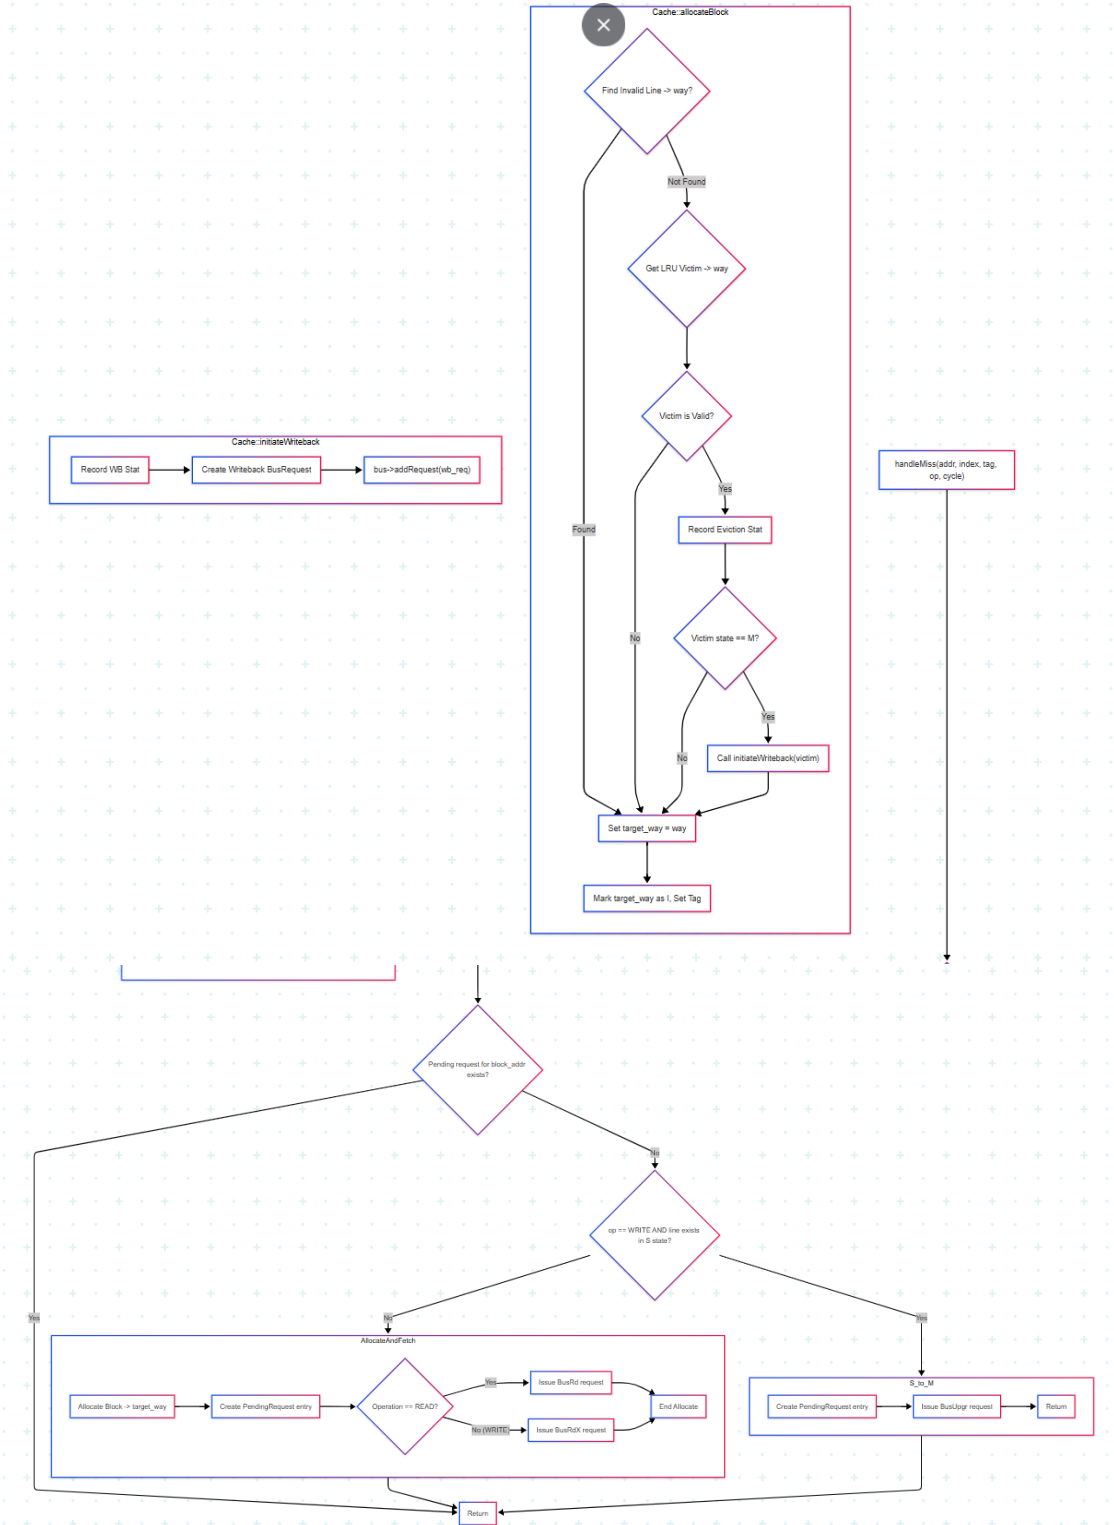 Cache::allocateBlock
Find Invalid Line -> way?
Not Found
Get LRU Victim -> way
Victim is Valid?
Yes
Found
Record Eviction Stat
No
Victim state == M?
Yes
No
Call initiateWriteback(victim)
Set target_way = way
Mark target_way as I, Set Tag
Cache::initiateWriteback
Record WB Stat
Create Writeback BusRequest
bus->addRequest(wb_req)
handleMiss(addr, index, tag,
op, cycle)
Pending request for block_addr
exists?
No
op == WRITE AND line exists
in S state?
Yes
No
Yes
AllocateAndFetch
Allocate Block -> target_way
Create PendingRequest entry
Operation == READ?
Yes
Issue BusRd request
No (WRITE)
Issue BusRdX request
End Allocate
S_to_M
Create PendingRequest entry
Issue BusUpgr request
Return
Return